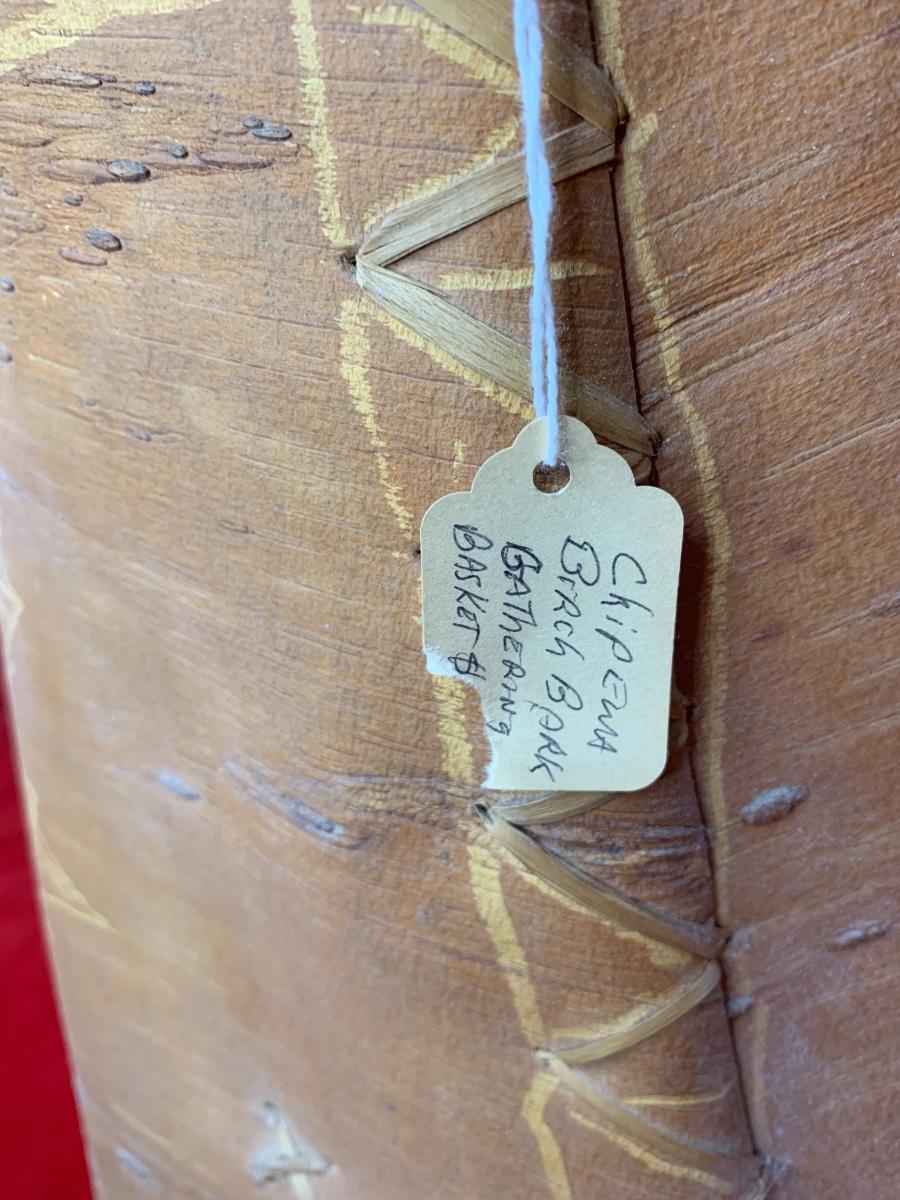 ChipEWA
BIRCh BARK
GATHERING
BASKET $